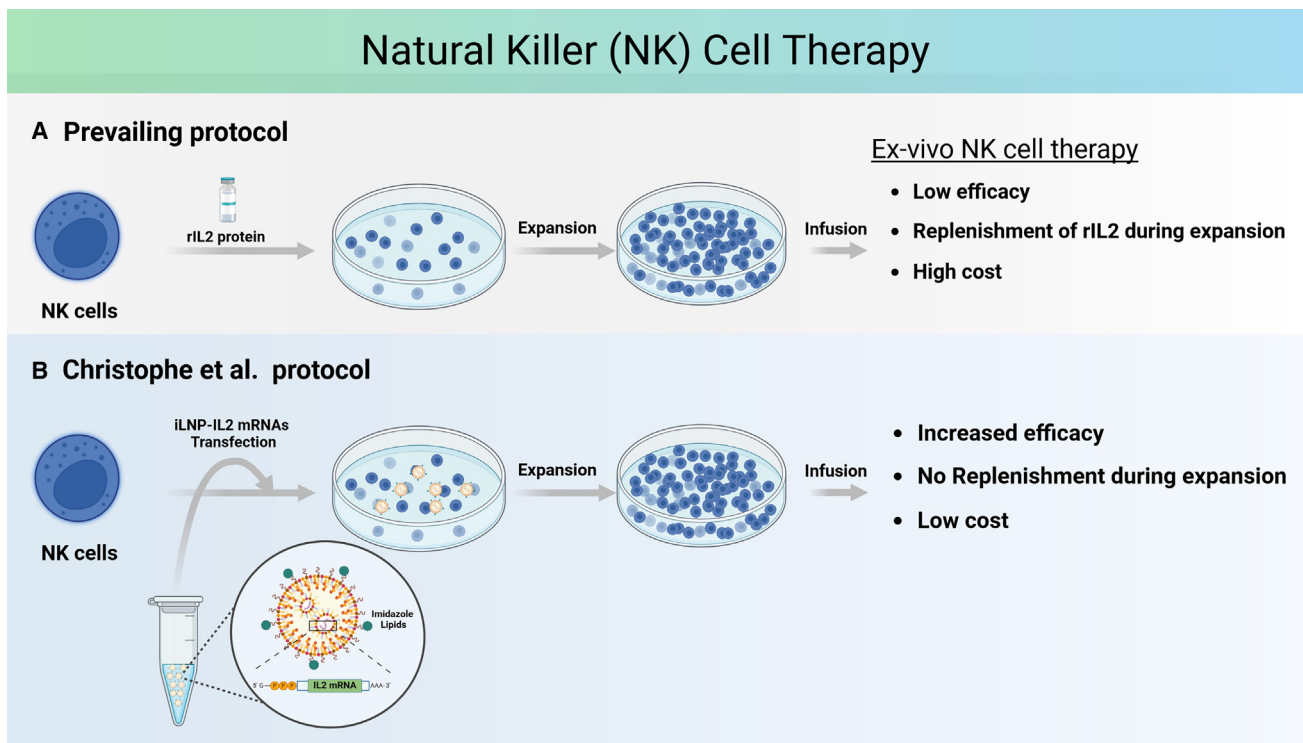 Natural Killer (NK) Cell Therapy
A Prevailing protocol
NK cells
rIL2 protein
Expansion
Infusion
Ex-vivo NK cell therapy
• Low efficacy
• Replenishment of rIL2 during expansion
• High cost
B Christophe et al. protocol
NK cells
iLNP-IL2 mRNAs
Transfection
Expansion
Infusion
• Increased efficacy
• No Replenishment during expansion
• Low cost
Imidazole
Lipids
5' G P P P IL2 mRNA AAA-3'